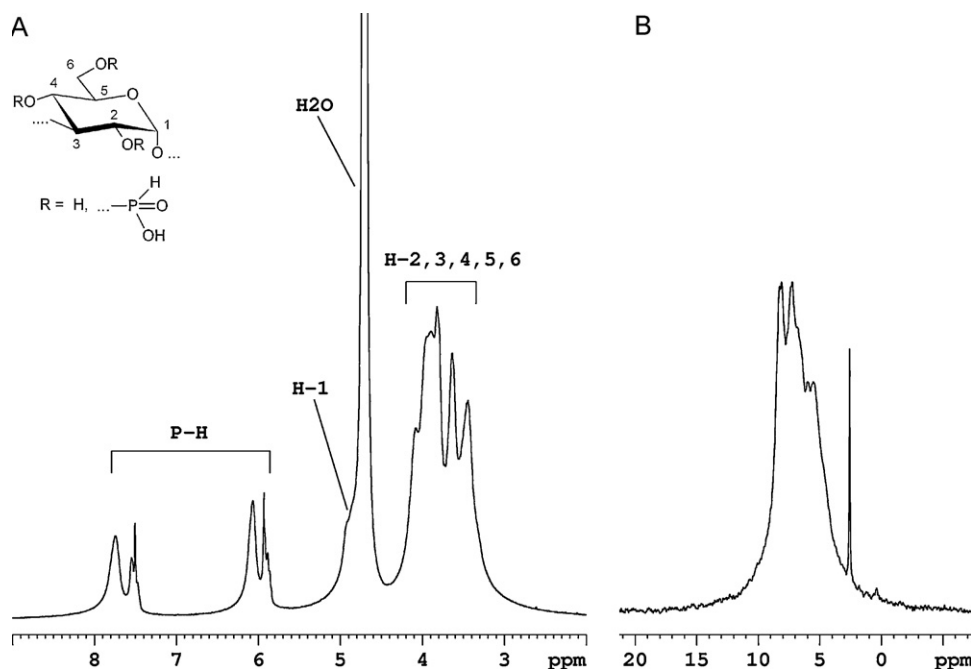 A
B
6
OR
4
RO
5
O
2
1
OR
3
O ...
....
H
R = H, ... P=O
OH
H2O
H-2,3,4,5,6
H-1
P-H
8 7 6 5 4 3 ppm
20 15 10 5 0 ppm